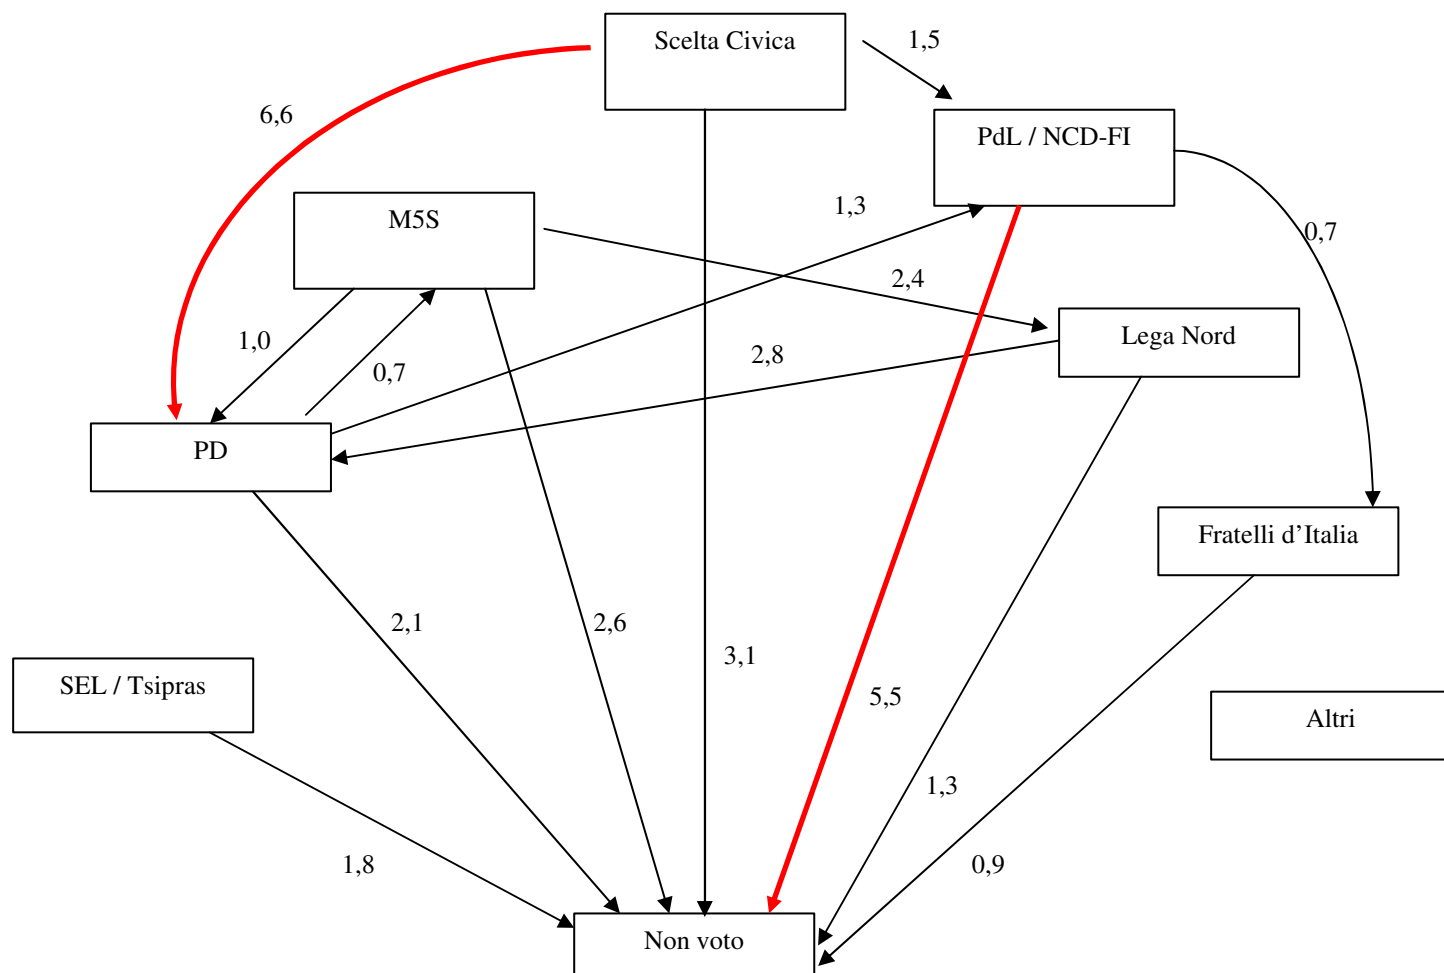 Scelta Civica
1,5
6,6
PdL / NCD-FI
M5S
1,3
0,7
2,4
Lega Nord
1,0
2,8
0,7
PD
Fratelli d’Italia
2,1
2,6
3,1
SEL / Tsipras
5,5
Altri
1,3
1,8
0,9
Non voto